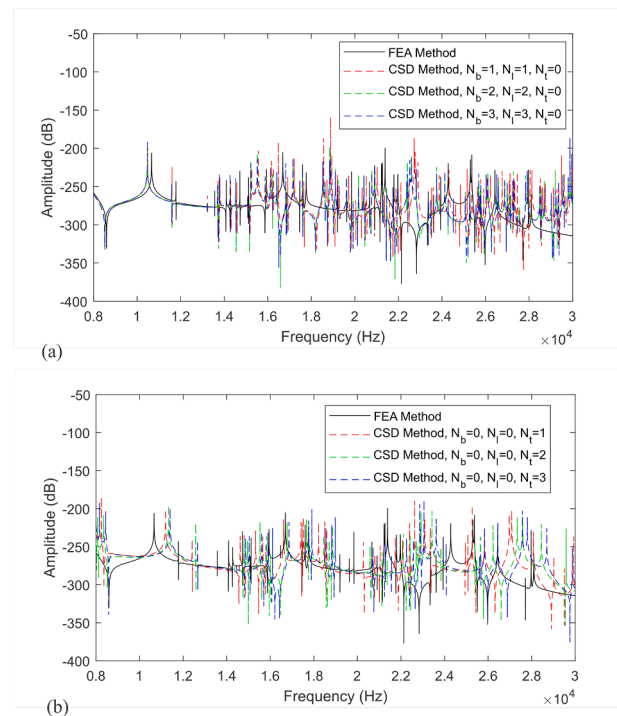 -50
-100
-150
-200
-250
-300
-350
-400
Amplitude (dB)
FEA Method
CSD Method, N_b=1, N_l=1, N_t=0
CSD Method, N_b=2, N_l=2, N_t=0
CSD Method, N_b=3, N_l=3, N_t=0
0.8 1 1.2 1.4 1.6 1.8 2 2.2 2.4 2.6 2.8 3
Frequency (Hz)
×10^4
(a)
-50
-100
-150
-200
-250
-300
-350
-400
Amplitude (dB)
FEA Method
CSD Method, N_b=0, N_l=0, N_t=1
CSD Method, N_b=0, N_l=0, N_t=2
CSD Method, N_b=0, N_l=0, N_t=3
0.8 1 1.2 1.4 1.6 1.8 2 2.2 2.4 2.6 2.8 3
Frequency (Hz)
×10^4
(b)